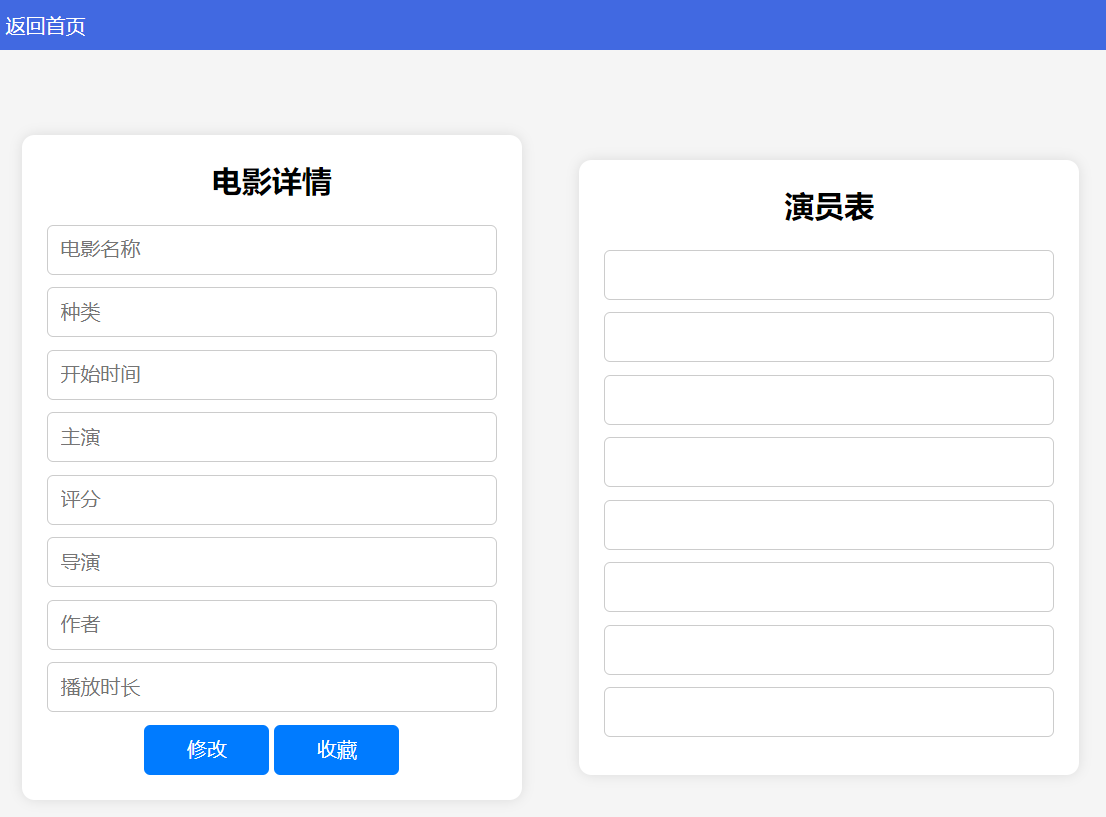 返回首页
电影详情
电影名称
种类
开始时间
主演
评分
导演
作者
播放时长
修改 收藏
演员表